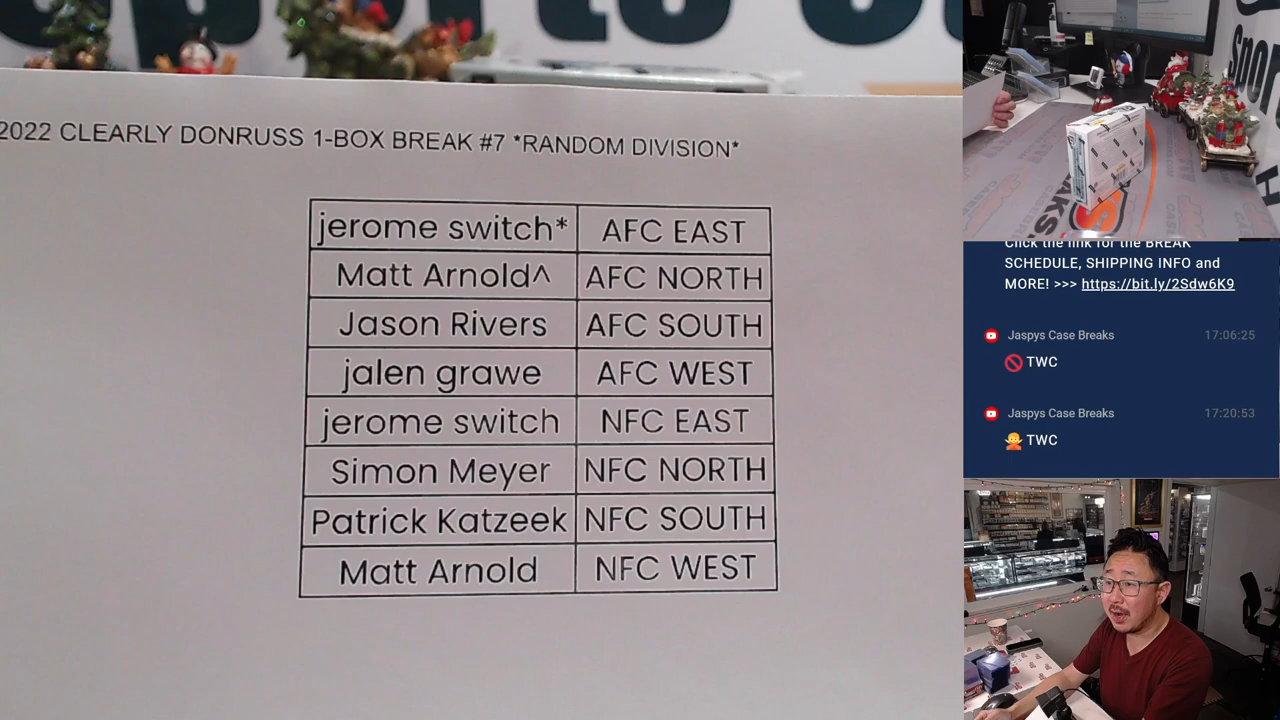 2022 CLEARLY DONRUSS 1-BOX BREAK #7 *RANDOM DIVISION*
jerome switch* AFC EAST
Matt Arnold^ AFC NORTH
Jason Rivers AFC SOUTH
jalen grawe AFC WEST
jerome switch NFC EAST
Simon Meyer NFC NORTH
Patrick Katzeek NFC SOUTH
Matt Arnold NFC WEST
Click the link for the BREAK
SCHEDULE, SHIPPING INFO and
MORE! >>> https://bit.ly/2Sdw6K9
Jaspys Case Breaks 17:06:25
🚫 TWC
Jaspys Case Breaks 17:20:53
🙅 TWC